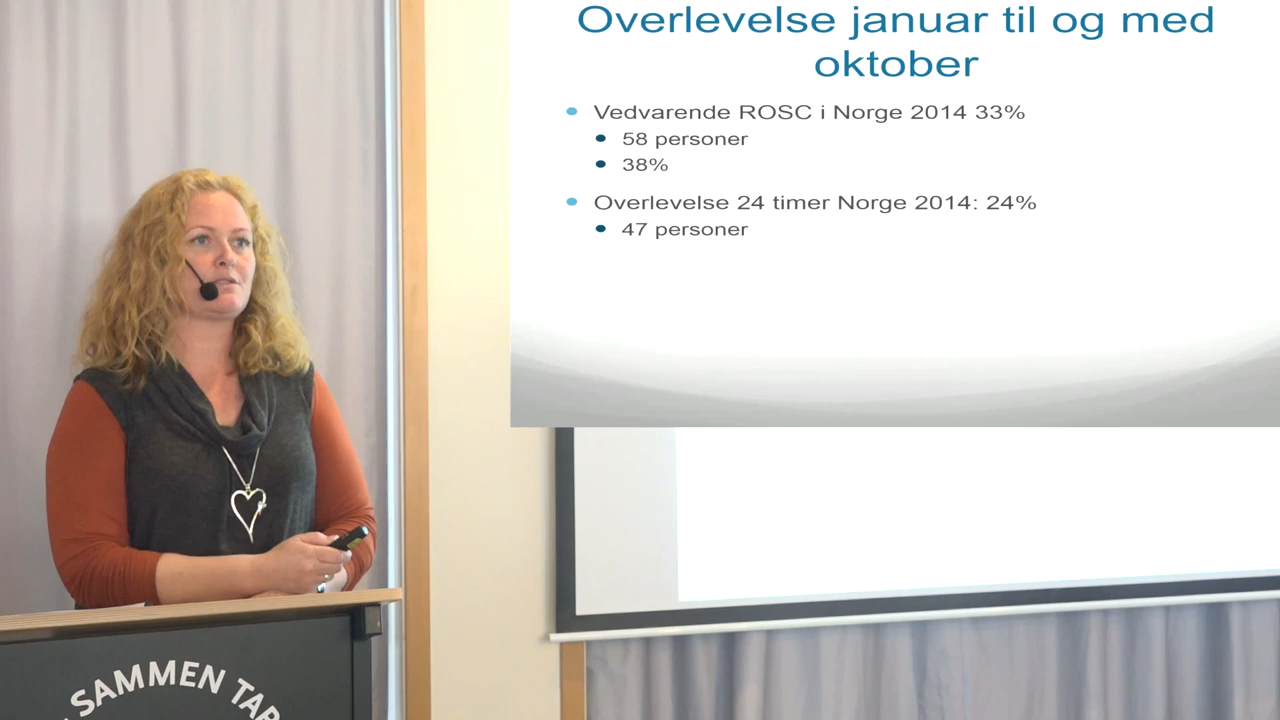 Overlevelse januar til og med
oktober
Vedvarende ROSC i Norge 2014 33%
58 personer
38%
Overlevelse 24 timer Norge 2014: 24%
47 personer
SAMMEN